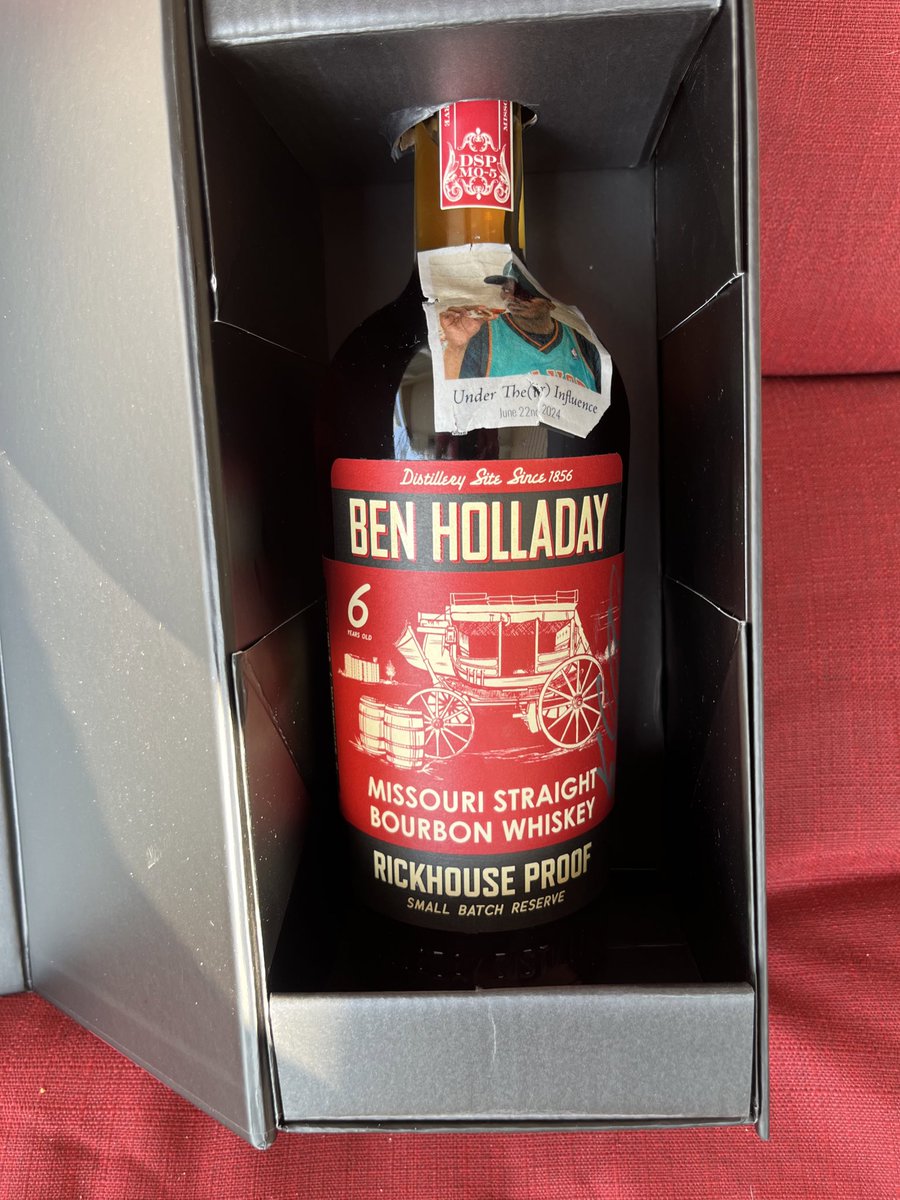 DSP
MO-5
Under The(ir) Influence
June 22nd 2024
Distillery Site Since 1856
BEN HOLLADAY
6
YEARS OLD
MISSOURI STRAIGHT
BOURBON WHISKEY
RICKHOUSE PROOF
SMALL BATCH RESERVE